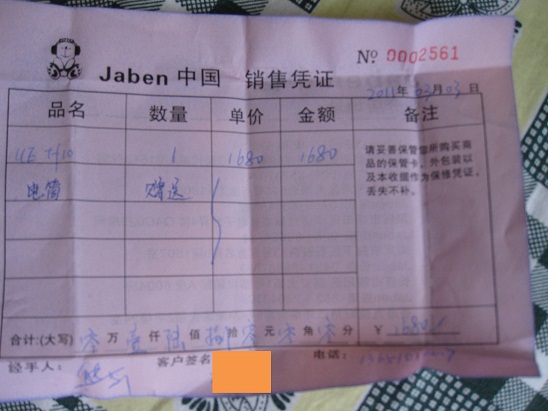 Jaben 中国 销售凭证
Nº 0002561
2011年 03月 03日
品名 数量 单价 金额 备注
1 1680 1680
电筒 赠送
请妥善保管您所购买商
品的保管卡。外包装以
及本收据作为保修凭证。
丢失不补。
合计:(大写) 零万 壹仟 陆佰 捌拾 零元 零角 零分 ¥ 1680
经手人: 客户签名 电话: